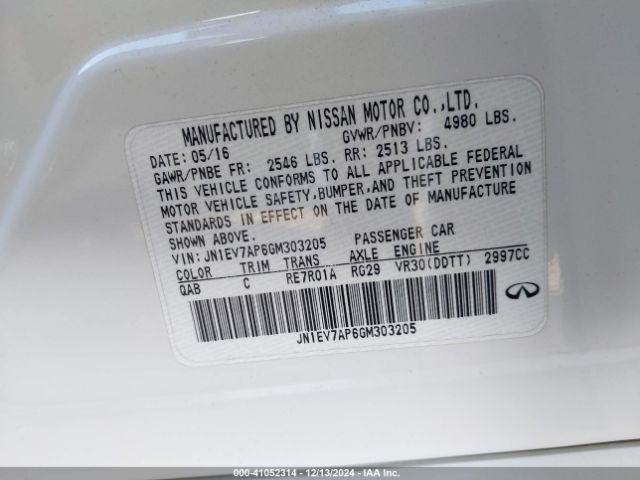 MANUFACTURED BY NISSAN MOTOR CO.,LTD.
DATE: 05/16 GVWR/PNBV: 4980 LBS.
GAWR/PNBE FR: 2546 LBS. RR: 2513 LBS.
THIS VEHICLE CONFORMS TO ALL APPLICABLE FEDERAL
MOTOR VEHICLE SAFETY,BUMPER,AND THEFT PREVENTION
STANDARDS IN EFFECT ON THE DATE OF MANUFACTURE
SHOWN ABOVE.
VIN: JN1EV7AP6GM303205 PASSENGER CAR
COLOR TRIM TRANS AXLE ENGINE
QAB C RE7R01A RG29 VR30(DDTT) 2997CC
JN1EV7AP6GM303205
000-41052314 - 12/13/2024 - IAA Inc.